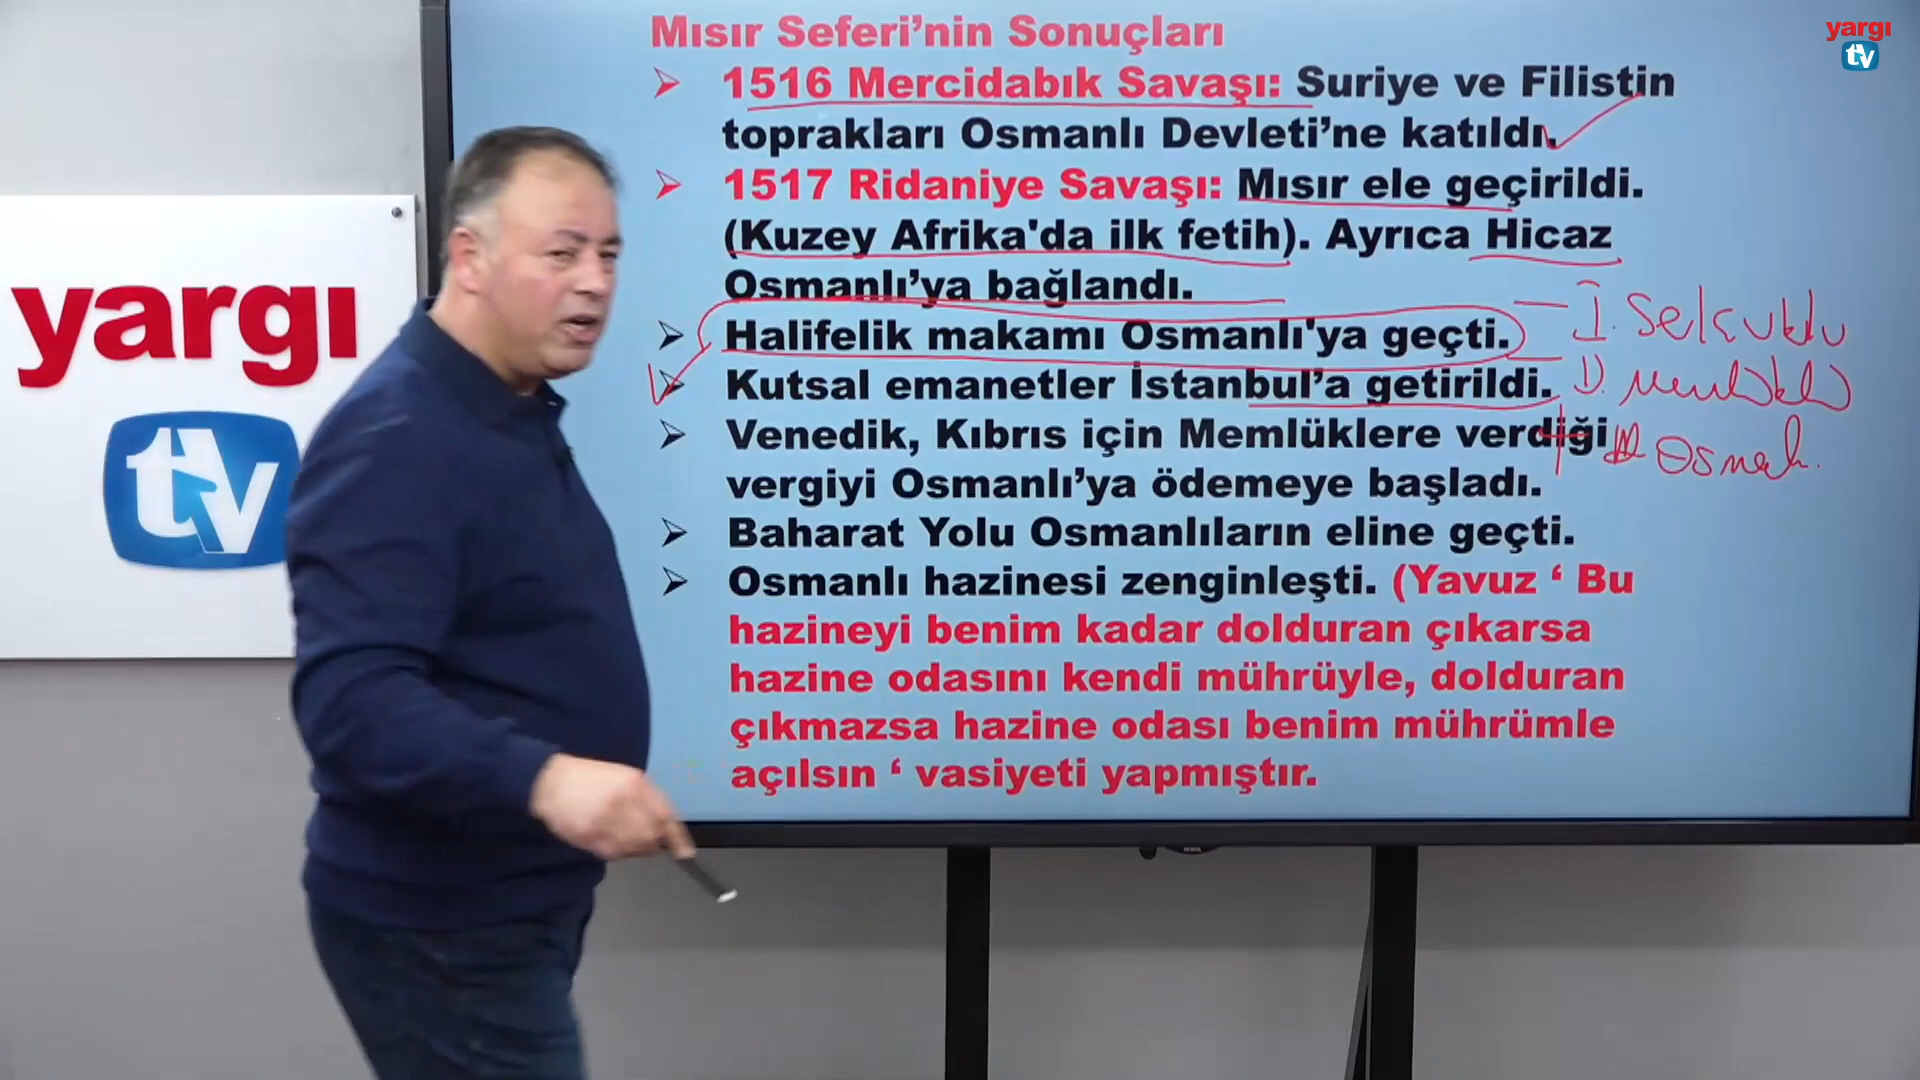 yargı
tv
yargı
tv
Mısır Seferi’nin Sonuçları
➢ 1516 Mercidabık Savaşı: Suriye ve Filistin
toprakları Osmanlı Devleti’ne katıldı.
➢ 1517 Ridaniye Savaşı: Mısır ele geçirildi.
(Kuzey Afrika'da ilk fetih). Ayrıca Hicaz
Osmanlı’ya bağlandı.
➢ Halifelik makamı Osmanlı'ya geçti.
I. Selçuklu
➢ Kutsal emanetler İstanbul’a getirildi.
➢ Venedik, Kıbrıs için Memlüklere verdiği
vergiyi Osmanlı’ya ödemeye başladı.
➢ Baharat Yolu Osmanlıların eline geçti.
➢ Osmanlı hazinesi zenginleşti. (Yavuz ‘ Bu
hazineyi benim kadar dolduran çıkarsa
hazine odasını kendi mührüyle, dolduran
çıkmazsa hazine odası benim mührümle
açılsın ‘ vasiyeti yapmıştır.